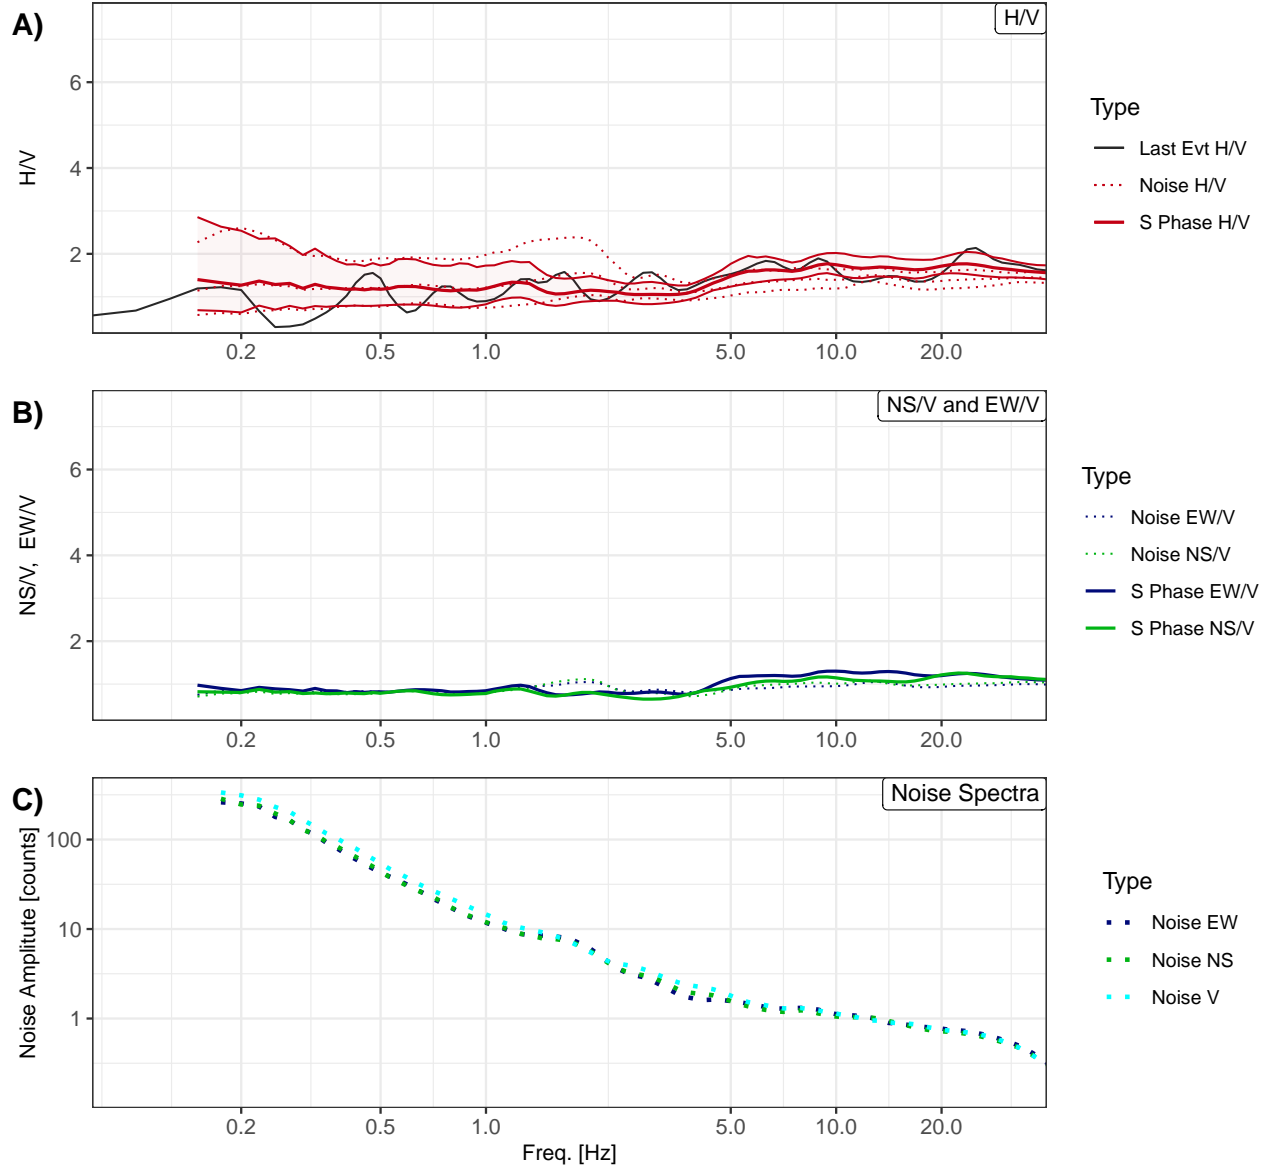 A)
H/V
6
4
2
H/V
0.2 0.5 1.0 5.0 10.0 20.0
Type
Last Evt H/V
Noise H/V
S Phase H/V
B)
NS/V and EW/V
6
4
2
NS/V, EW/V
0.2 0.5 1.0 5.0 10.0 20.0
Type
Noise EW/V
Noise NS/V
S Phase EW/V
S Phase NS/V
C)
Noise Spectra
100
10
1
Noise Amplitute [counts]
0.2 0.5 1.0 5.0 10.0 20.0
Freq. [Hz]
Type
Noise EW
Noise NS
Noise V